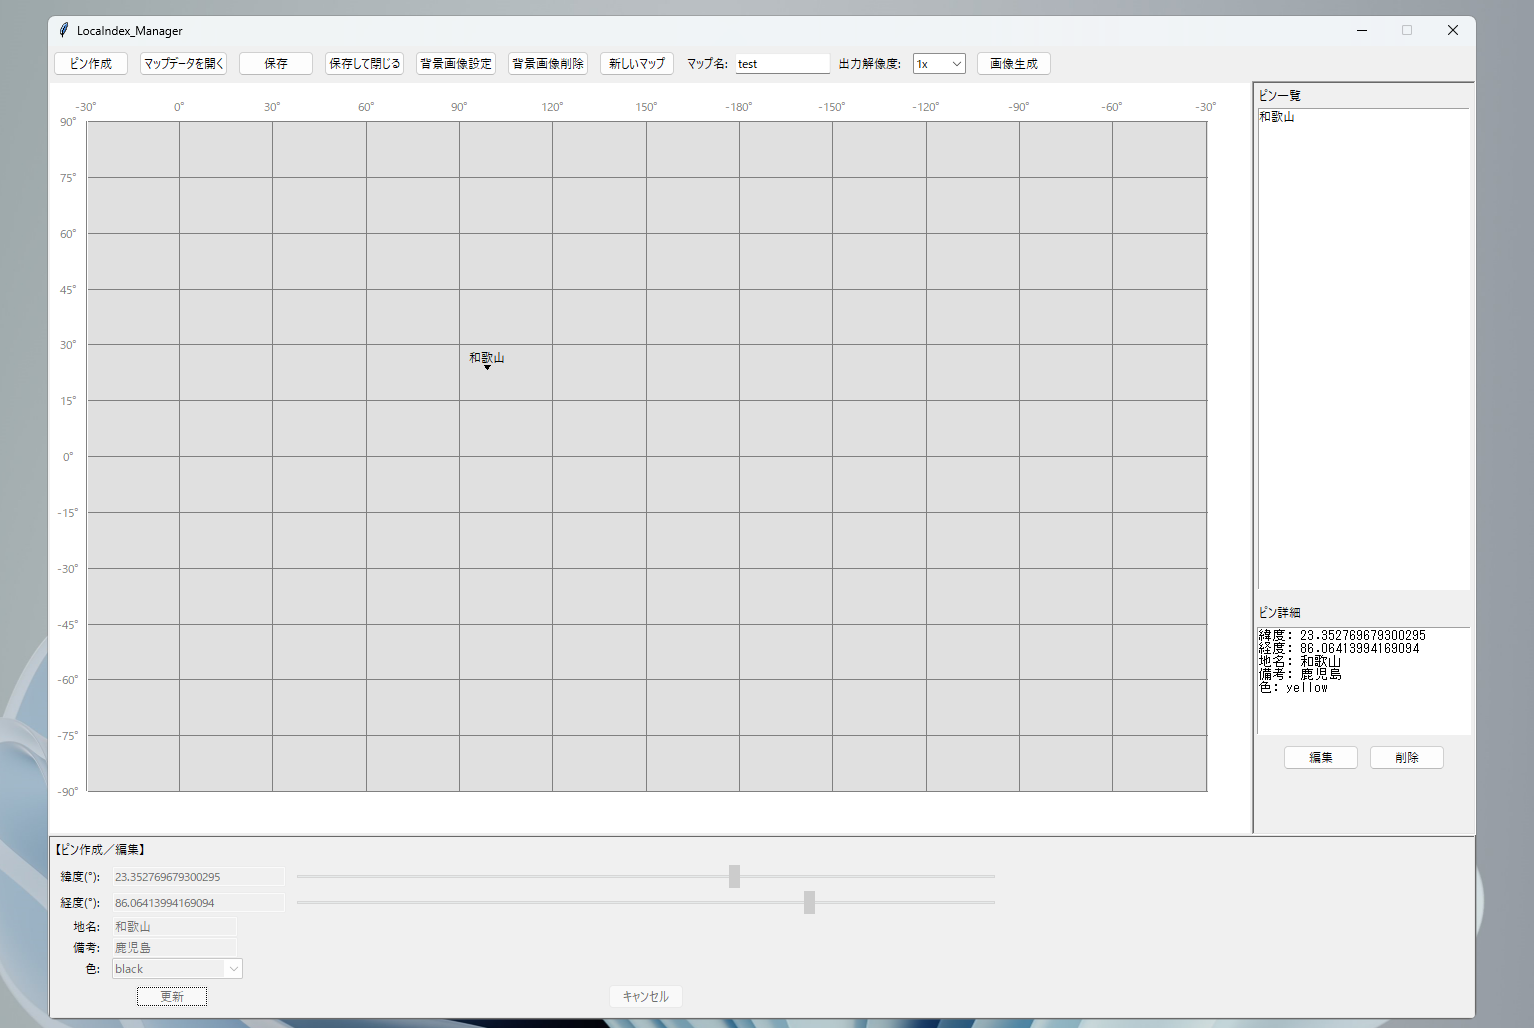 LocaIndex_Manager
ピン作成 マップデータを開く 保存 保存して閉じる 背景画像設定 背景画像削除 新しいマップ マップ名: test 出力解像度: 1x 画像生成
-30° 0° 30° 60° 90° 120° 150° -180° -150° -120° -90° -60° -30°
90°
75°
60°
45°
30°
和歌山
15°
0°
-15°
-30°
-45°
-60°
-75°
-90°
ピン一覧
和歌山
ピン詳細
緯度: 23.352769679300295
経度: 86.06413994169094
地名: 和歌山
備考: 鹿児島
色: yellow
編集 削除
【ピン作成／編集】
緯度(°): 23.352769679300295
経度(°): 86.06413994169094
地名: 和歌山
備考: 鹿児島
色: black
更新 キャンセル